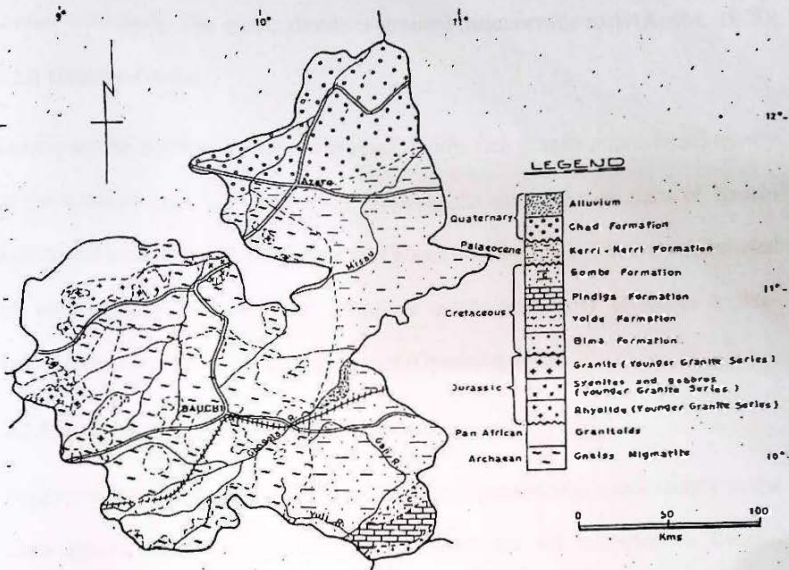 9°
10°
11°
12°
LEGEND
Quaternary
Alluvium
Chad Formation
Palaeocene
Kerri-Kerri Formation
Cretaceous
Gombe Formation
Pindiga Formation
Yolde Formation
Bima Formation
Jurassic
Granite (Younger Granite Series)
Syenites and gabbros
(Younger Granite Series)
Rhyolite (Younger Granite Series)
Pan African
Granitoids
Archaean
Gneiss Migmatite
11°
10°
Azare
Misau
BAUCHI
Gongola R.
Yuli R.
0 50 100
Kms